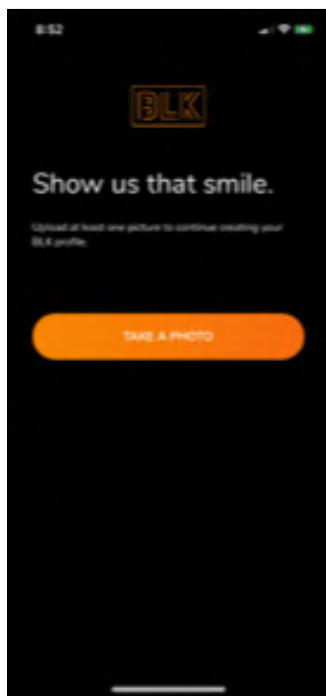 8:52
BLK
Show us that smile.
Upload at least one picture to continue creating your
BLK profile.
TAKE A PHOTO